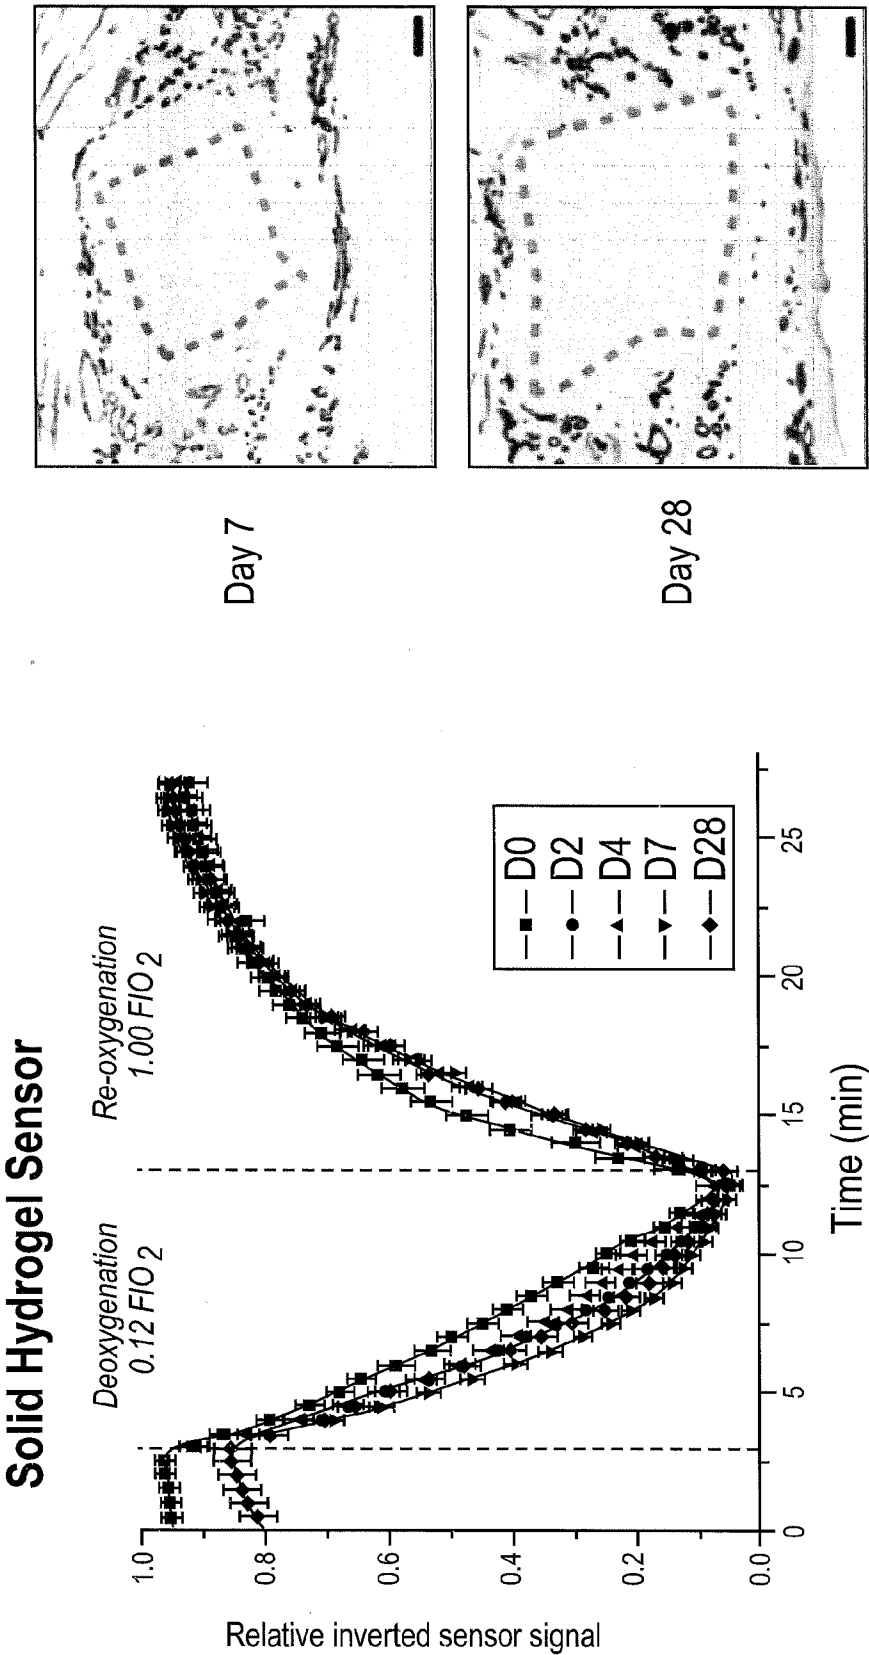 Solid Hydrogel Sensor
Deoxygenation
0.12 FIO2
Re-oxygenation
1.00 FIO2
Relative inverted sensor signal
1.0
0.8
0.6
0.4
0.2
0.0
0
5
10
15
20
25
Time (min)
D0
D2
D4
D7
D28
Day 7
Day 28